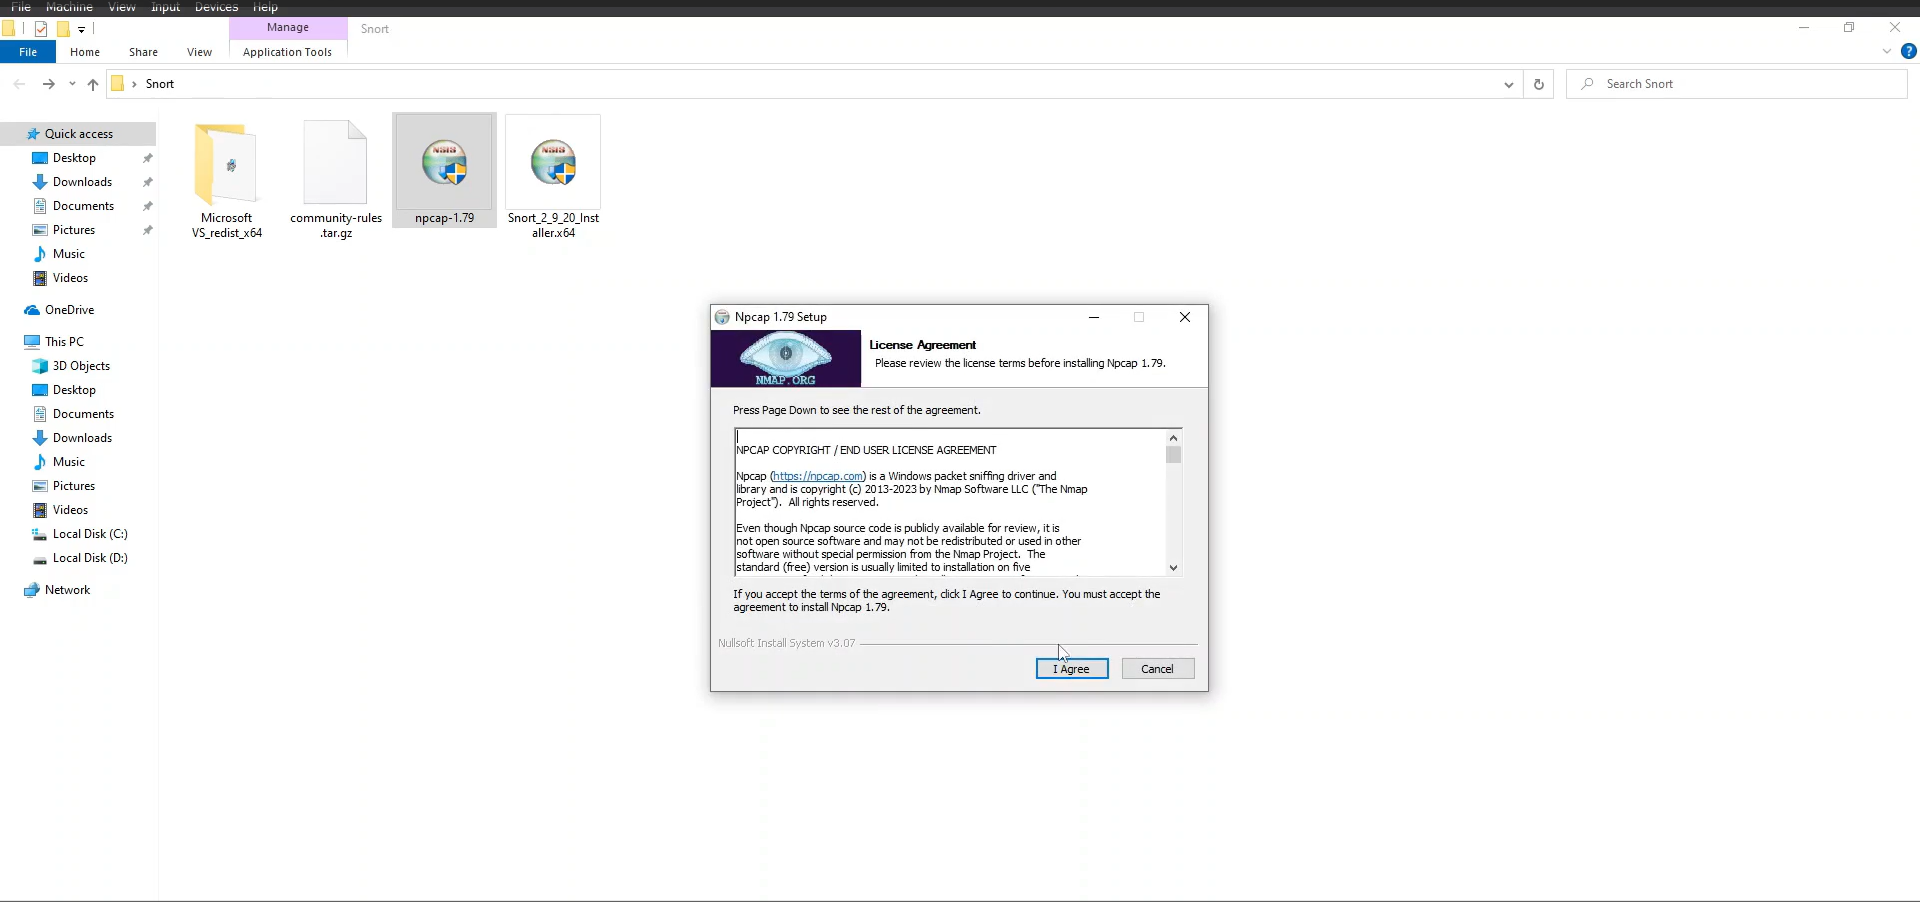 File Machine View Input Devices Help
Manage Snort
File Home Share View Application Tools
Snort
Search Snort
Quick access
Desktop
Downloads
Documents
Pictures
Music
Videos
OneDrive
This PC
3D Objects
Desktop
Documents
Downloads
Music
Pictures
Videos
Local Disk (C:)
Local Disk (D:)
Network
Microsoft
VS_redist_x64
community-rules
.tar.gz
NSIS
npcap-1.79
NSIS
Snort_2_9_20_Inst
aller.x64
Npcap 1.79 Setup
NMAP.ORG
License Agreement
Please review the license terms before installing Npcap 1.79.
Press Page Down to see the rest of the agreement.
NPCAP COPYRIGHT / END USER LICENSE AGREEMENT
Npcap (https://npcap.com) is a Windows packet sniffing driver and
library and is copyright (c) 2013-2023 by Nmap Software LLC ("The Nmap
Project"). All rights reserved.
Even though Npcap source code is publicly available for review, it is
not open source software and may not be redistributed or used in other
software without special permission from the Nmap Project. The
standard (free) version is usually limited to installation on five
If you accept the terms of the agreement, click I Agree to continue. You must accept the
agreement to install Npcap 1.79.
Nullsoft Install System v3.07
I Agree
Cancel